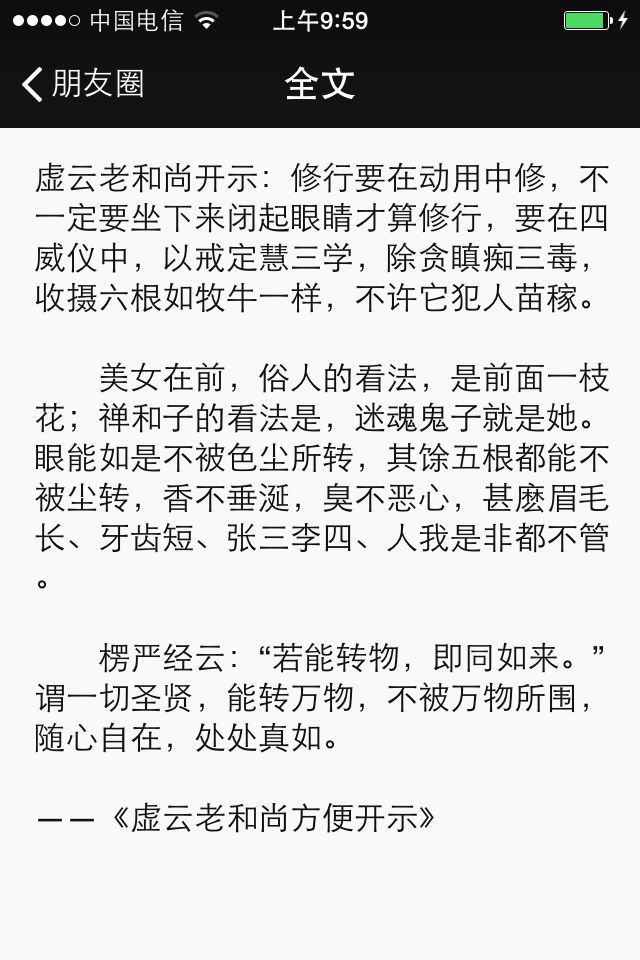 中国电信 上午9:59
朋友圈 全文
虚云老和尚开示：修行要在动用中修，不
一定要坐下来闭起眼睛才算修行，要在四
威仪中，以戒定慧三学，除贪瞋痴三毒，
收摄六根如牧牛一样，不许它犯人苗稼。
美女在前，俗人的看法，是前面一枝
花；禅和子的看法是，迷魂鬼子就是她。
眼能如是不被色尘所转，其馀五根都能不
被尘转，香不垂涎，臭不恶心，甚麽眉毛
长、牙齿短、张三李四、人我是非都不管
。
楞严经云：“若能转物，即同如来。”
谓一切圣贤，能转万物，不被万物所围，
随心自在，处处真如。
——《虚云老和尚方便开示》